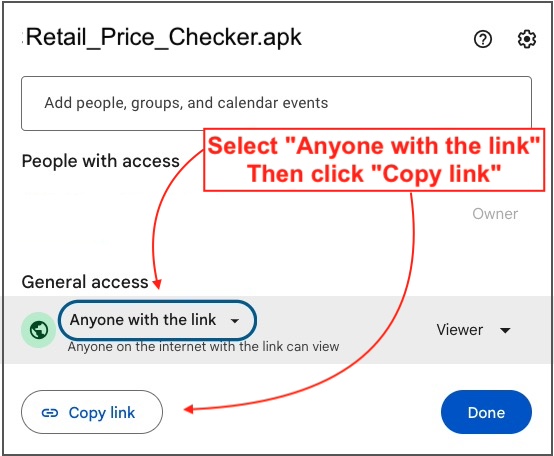 Retail_Price_Checker.apk
Add people, groups, and calendar events
Select "Anyone with the link"
Then click "Copy link"
People with access
Owner
General access
Anyone with the link
Viewer
Anyone on the internet with the link can view
Copy link
Done